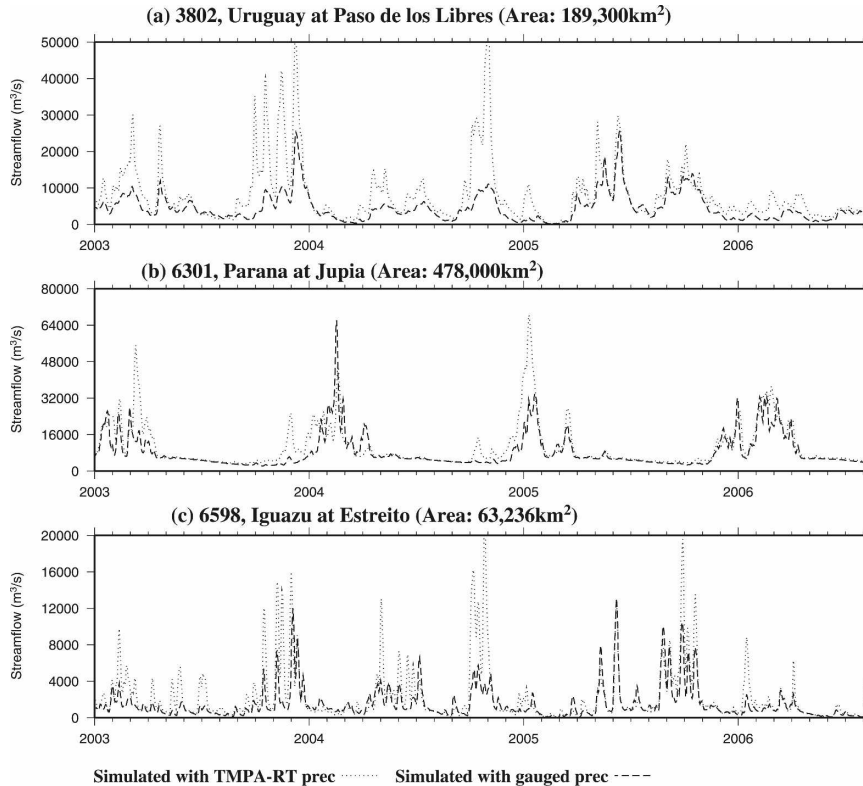 (a) 3802, Uruguay at Paso de los Libres (Area: 189,300km²)
50000
40000
30000
20000
10000
0
Streamflow (m³/s)
2003 2004 2005 2006
(b) 6301, Parana at Jupia (Area: 478,000km²)
80000
64000
48000
32000
16000
0
Streamflow (m³/s)
2003 2004 2005 2006
(c) 6598, Iguazu at Estreito (Area: 63,236km²)
20000
16000
12000
8000
4000
0
Streamflow (m³/s)
2003 2004 2005 2006
Simulated with TMPA-RT prec Simulated with gauged prec